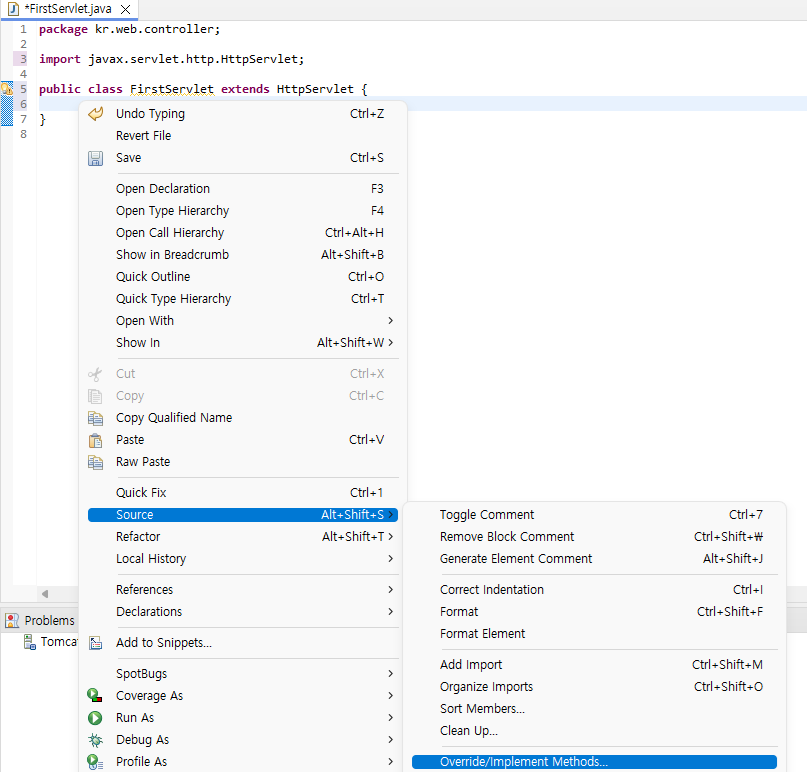 *FirstServlet.java
1 package kr.web.controller;
2
3 import javax.servlet.http.HttpServlet;
4
5 public class FirstServlet extends HttpServlet {
6
7 }
8
Undo Typing Ctrl+Z
Revert File
Save Ctrl+S
Open Declaration F3
Open Type Hierarchy F4
Open Call Hierarchy Ctrl+Alt+H
Show in Breadcrumb Alt+Shift+B
Quick Outline Ctrl+O
Quick Type Hierarchy Ctrl+T
Open With
Show In Alt+Shift+W
Cut Ctrl+X
Copy Ctrl+C
Copy Qualified Name
Paste Ctrl+V
Raw Paste
Quick Fix Ctrl+1
Source Alt+Shift+S
Refactor Alt+Shift+T
Local History
References
Declarations
Add to Snippets...
SpotBugs
Coverage As
Run As
Debug As
Profile As
Toggle Comment Ctrl+7
Remove Block Comment Ctrl+Shift+₩
Generate Element Comment Alt+Shift+J
Correct Indentation Ctrl+I
Format Ctrl+Shift+F
Format Element
Add Import Ctrl+Shift+M
Organize Imports Ctrl+Shift+O
Sort Members...
Clean Up...
Override/Implement Methods...
Problems
Tomca